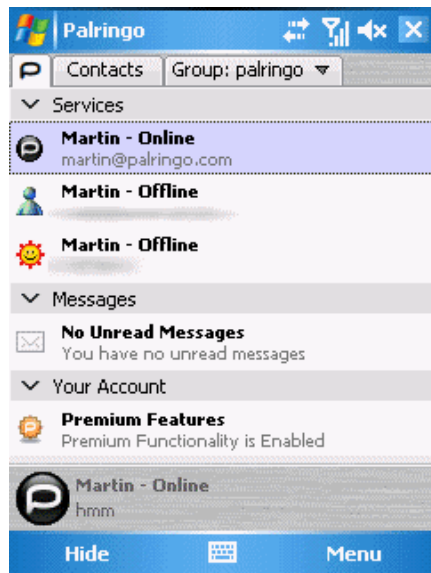 Palringo
Contacts Group: palringo
Services
Martin - Online
martin@palringo.com
Martin - Offline
Martin - Offline
Messages
No Unread Messages
You have no unread messages
Your Account
Premium Features
Premium Functionality is Enabled
Martin - Online
hmm
Hide Menu